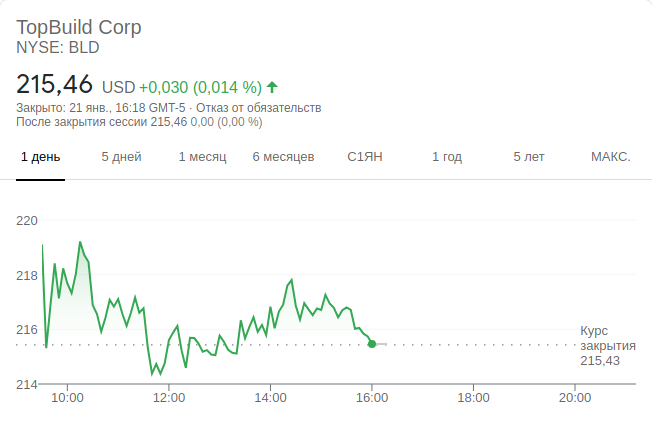 TopBuild Corp
NYSE: BLD
215,46 USD +0,030 (0,014 %)
Закрыто: 21 янв., 16:18 GMT-5 · Отказ от обязательств
После закрытия сессии 215,46 0,00 (0,00 %)
1 день 5 дней 1 месяц 6 месяцев С1ЯН 1 год 5 лет МАКС.
220
218
216
Курс
закрытия
215,43
214
10:00 12:00 14:00 16:00 18:00 20:00